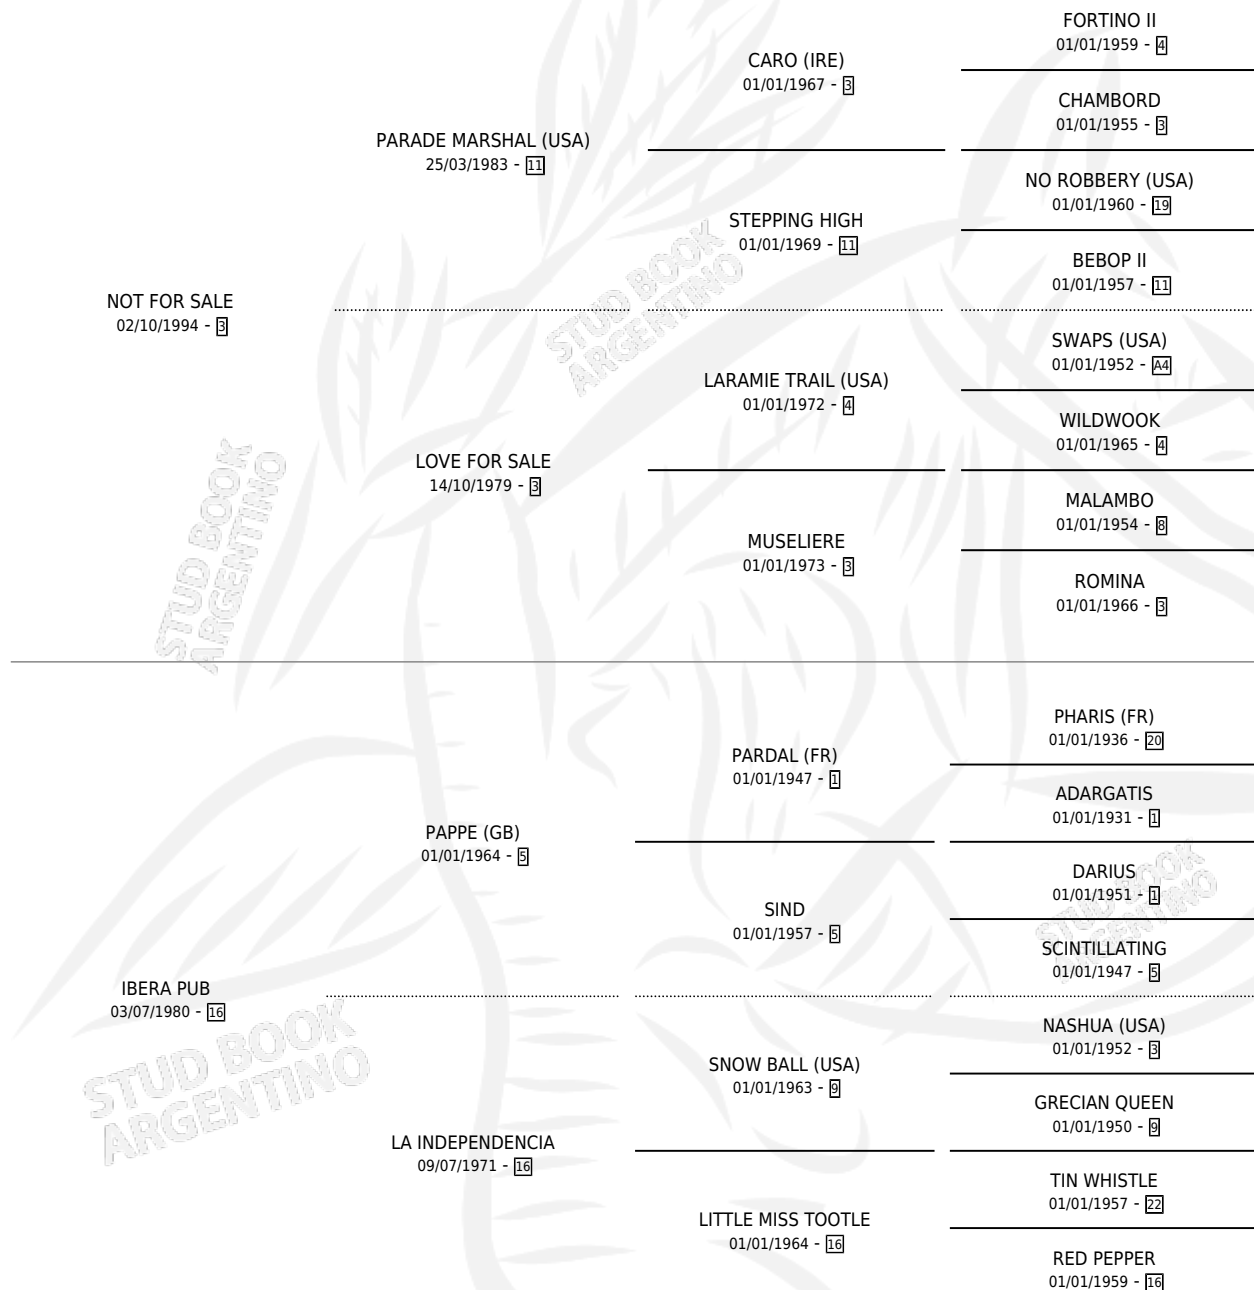 FORTINO II
01/01/1959 - 4
CARO (IRE)
01/01/1967 - 3
CHAMBORD
01/01/1955 - 3
PARADE MARSHAL (USA)
25/03/1983 - 11
NO ROBBERY (USA)
01/01/1960 - 19
STEPPING HIGH
01/01/1969 - 11
BEBOP II
01/01/1957 - 11
NOT FOR SALE
02/10/1994 - 3
SWAPS (USA)
01/01/1952 - A4
LARAMIE TRAIL (USA)
01/01/1972 - 4
WILDWOOK
01/01/1965 - 4
LOVE FOR SALE
14/10/1979 - 3
MALAMBO
01/01/1954 - 8
MUSELIERE
01/01/1973 - 3
ROMINA
01/01/1966 - 3
STUD BOOK
ARGENTINO
STUD BOOK
ARGENTINO
PHARIS (FR)
01/01/1936 - 20
PARDAL (FR)
01/01/1947 - 1
ADARGATIS
01/01/1931 - 1
PAPPE (GB)
01/01/1964 - 5
DARIUS
01/01/1951 - 1
SIND
01/01/1957 - 5
SCINTILLATING
01/01/1947 - 5
STUD BOOK
ARGENTINO
IBERA PUB
03/07/1980 - 16
NASHUA (USA)
01/01/1952 - 3
SNOW BALL (USA)
01/01/1963 - 9
GRECIAN QUEEN
01/01/1950 - 9
LA INDEPENDENCIA
09/07/1971 - 16
TIN WHISTLE
01/01/1957 - 22
LITTLE MISS TOOTLE
01/01/1964 - 16
RED PEPPER
01/01/1959 - 16
STUD BOOK
ARGENTINO